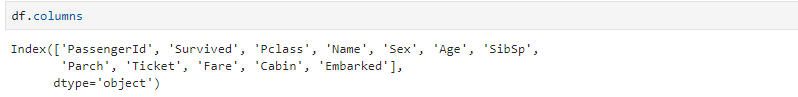 df.columns
Index(['PassengerId', 'Survived', 'Pclass', 'Name', 'Sex', 'Age', 'SibSp',
'Parch', 'Ticket', 'Fare', 'Cabin', 'Embarked'],
dtype='object')